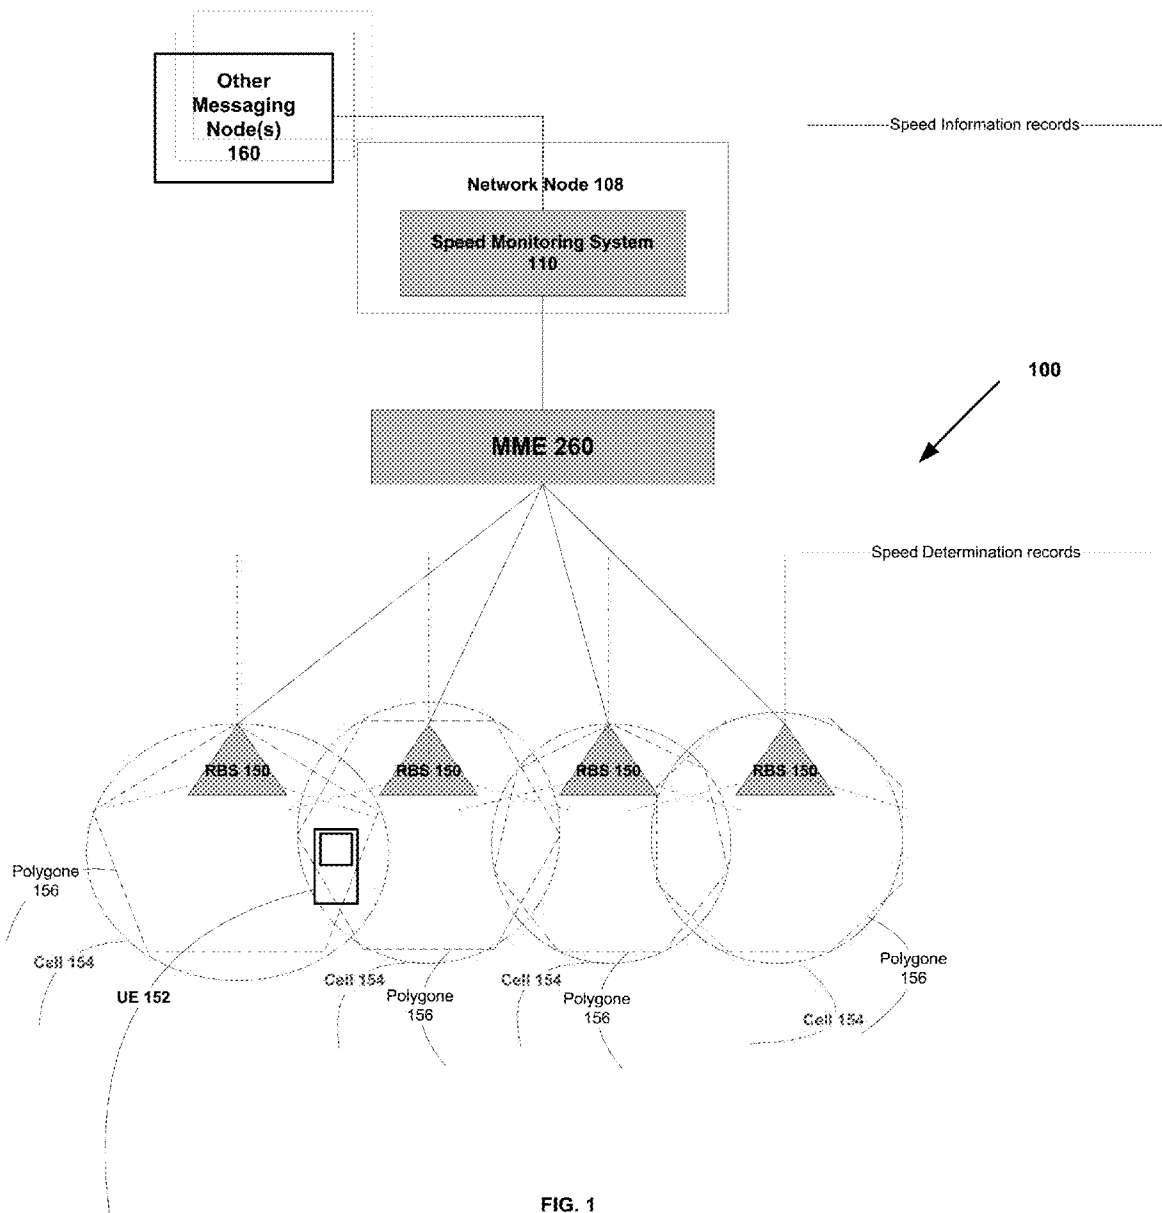 Other
Messaging
Node(s)
160
Speed Information records
Network Node 108
Speed Monitoring System
110
100
MME 260
Speed Determination records
RBS 150
RBS 150
RBS 150
RBS 150
Polygone
156
Cell 154
UE 152
Cell 154
Polygone
156
Cell 154
Polygone
156
Polygone
156
Cell 154
FIG. 1